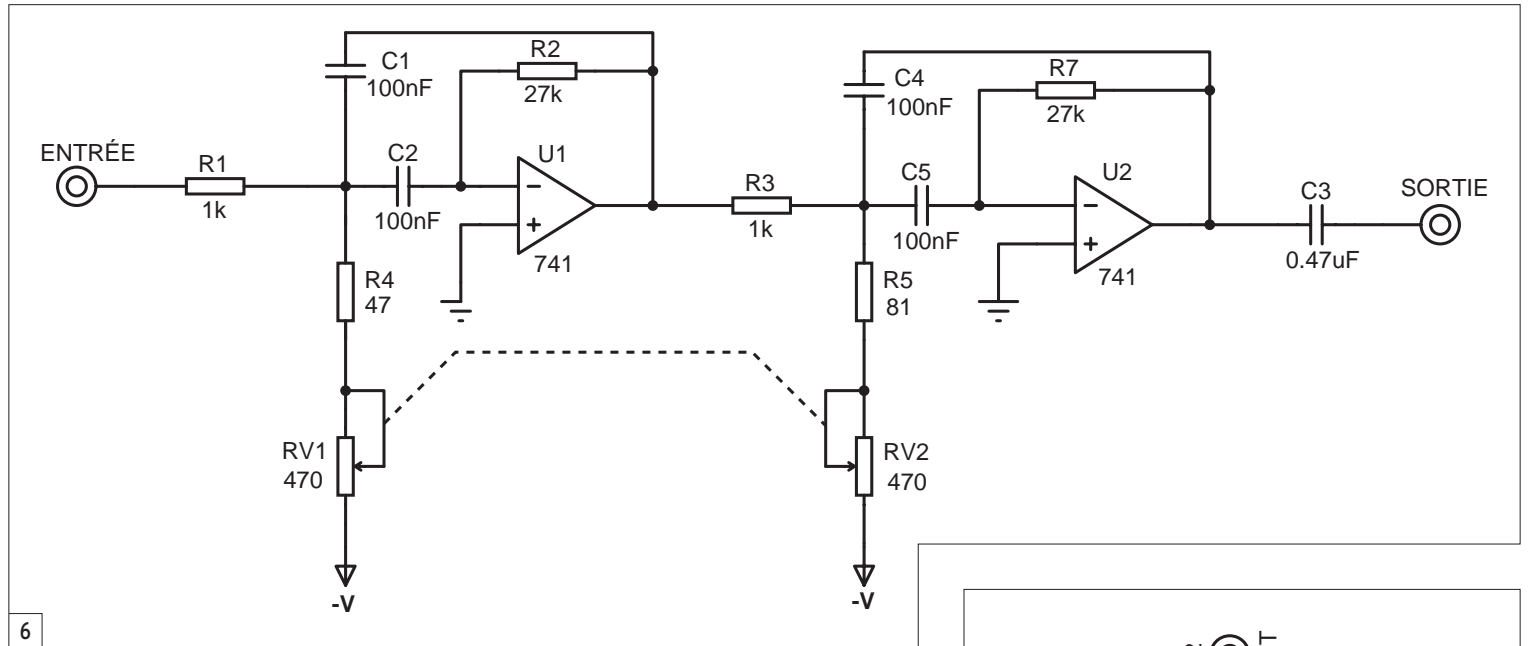 ENTRÉE
R1
1k
C1
100nF
C2
100nF
R2
27k
U1
−
+
741
R4
47
RV1
470
-V
R3
1k
C4
100nF
C5
100nF
R7
27k
U2
−
+
741
R5
81
RV2
470
-V
C3
0.47uF
SORTIE
6
T